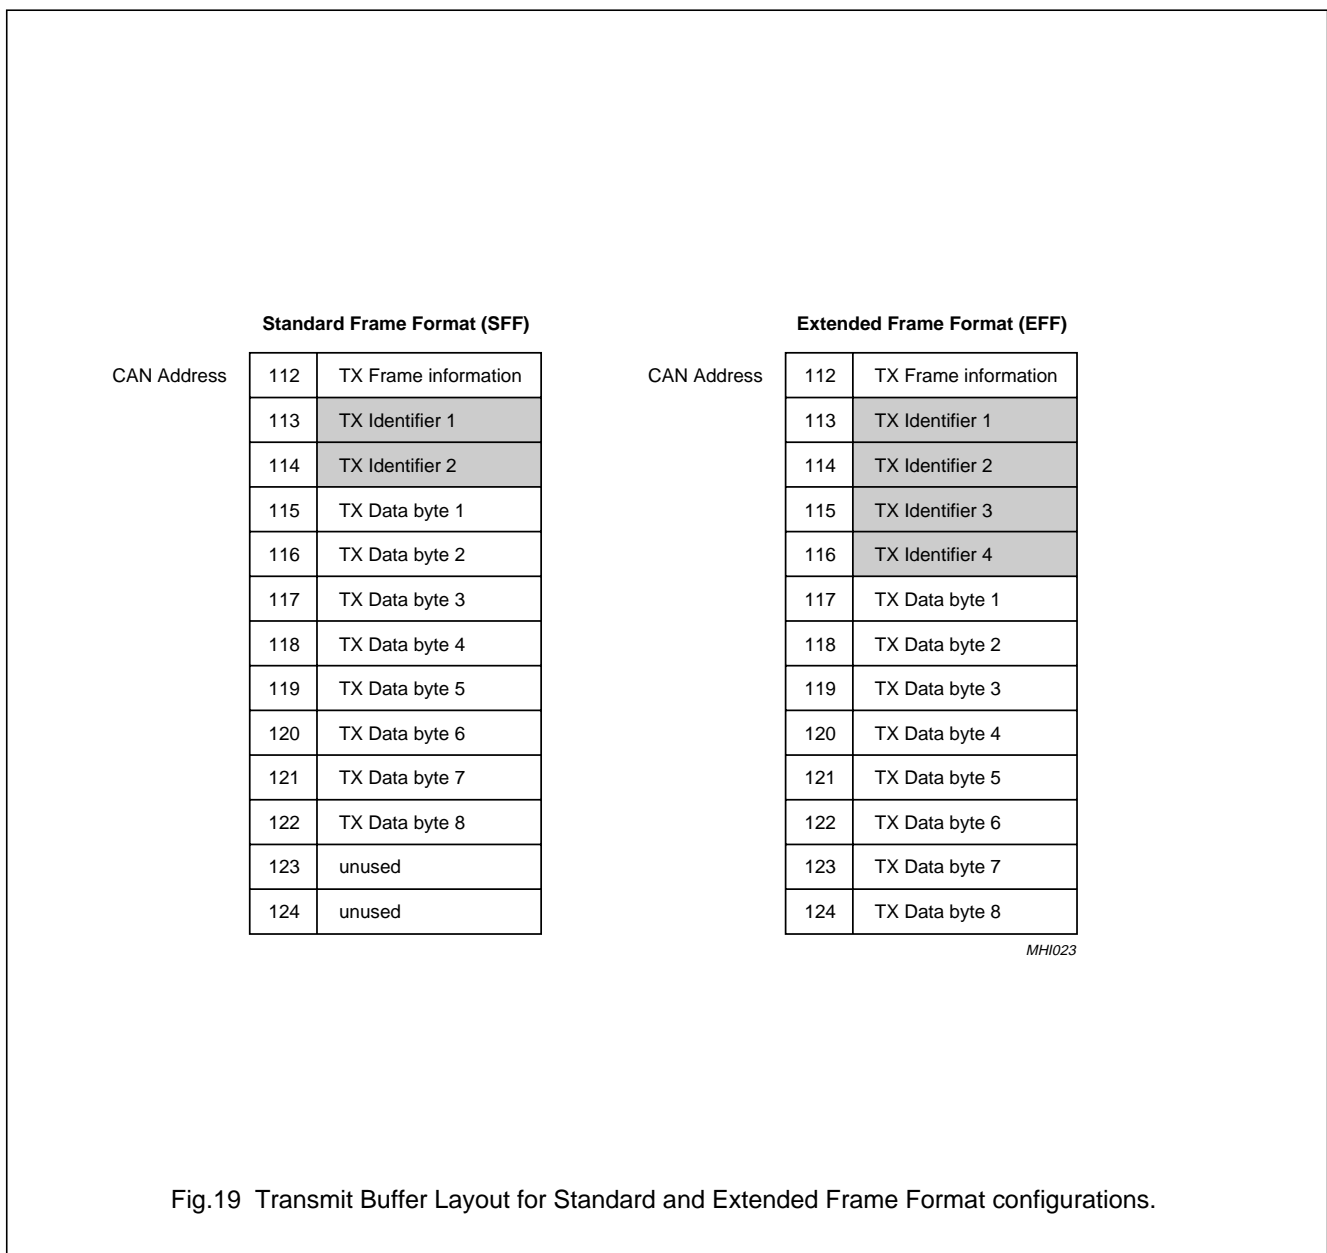 Standard Frame Format (SFF)
CAN Address 112 TX Frame information
113 TX Identifier 1
114 TX Identifier 2
115 TX Data byte 1
116 TX Data byte 2
117 TX Data byte 3
118 TX Data byte 4
119 TX Data byte 5
120 TX Data byte 6
121 TX Data byte 7
122 TX Data byte 8
123 unused
124 unused
Extended Frame Format (EFF)
CAN Address 112 TX Frame information
113 TX Identifier 1
114 TX Identifier 2
115 TX Identifier 3
116 TX Identifier 4
117 TX Data byte 1
118 TX Data byte 2
119 TX Data byte 3
120 TX Data byte 4
121 TX Data byte 5
122 TX Data byte 6
123 TX Data byte 7
124 TX Data byte 8
MHI023
Fig.19 Transmit Buffer Layout for Standard and Extended Frame Format configurations.